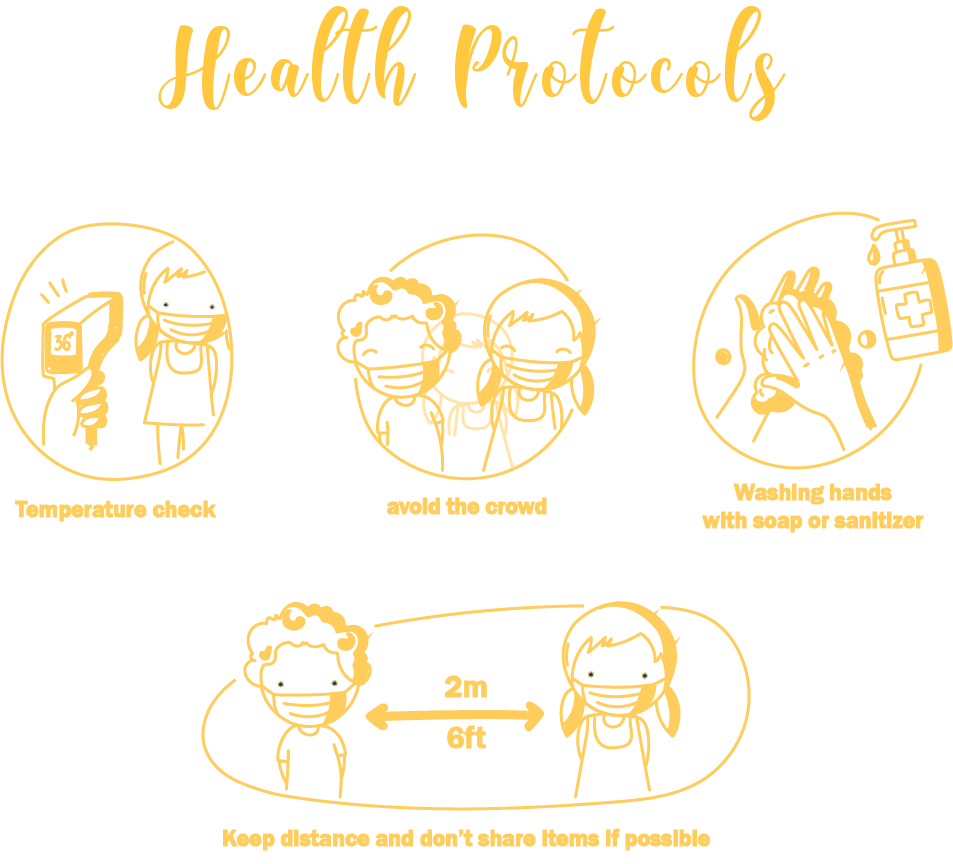 Health Protocols
36°
Temperature check
avoid the crowd
Washing hands
with soap or sanitizer
2m
6ft
Keep distance and don't share items if possible